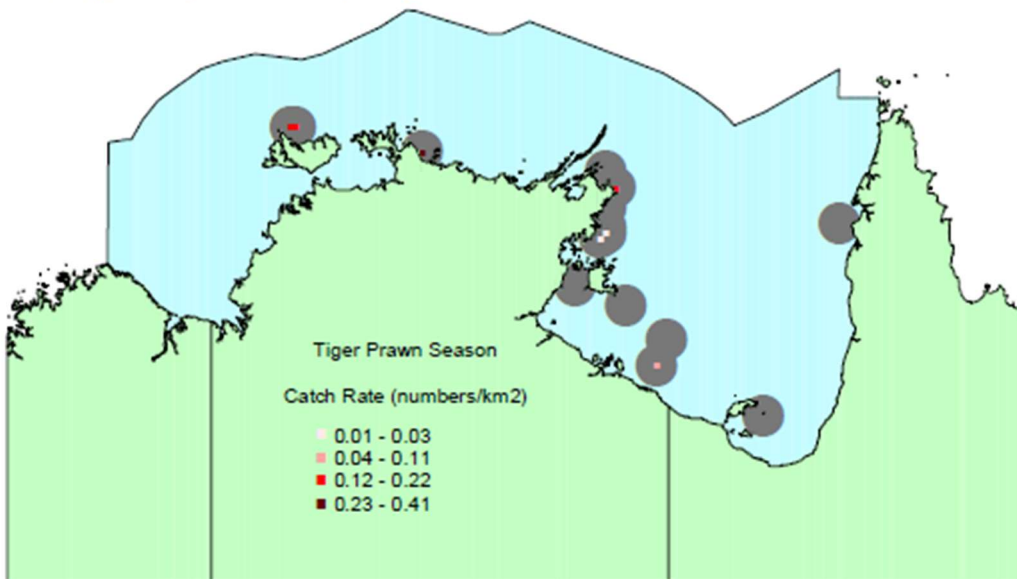 Tiger Prawn Season
Catch Rate (numbers/km2)
0.01 - 0.03
0.04 - 0.11
0.12 - 0.22
0.23 - 0.41